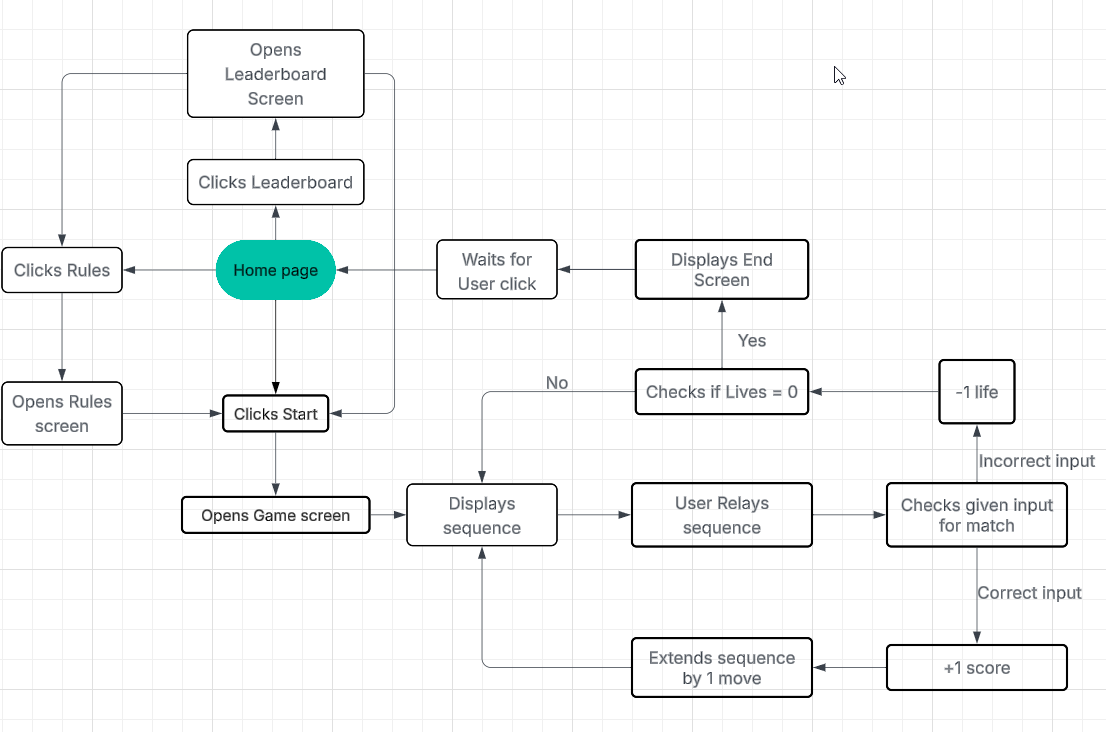 Opens
Leaderboard
Screen
Clicks Leaderboard
Clicks Rules
Home page
Waits for
User click
Displays End
Screen
Yes
No
Checks if Lives = 0
-1 life
Opens Rules
screen
Clicks Start
Incorrect input
Opens Game screen
Displays
sequence
User Relays
sequence
Checks given input
for match
Correct input
Extends sequence
by 1 move
+1 score